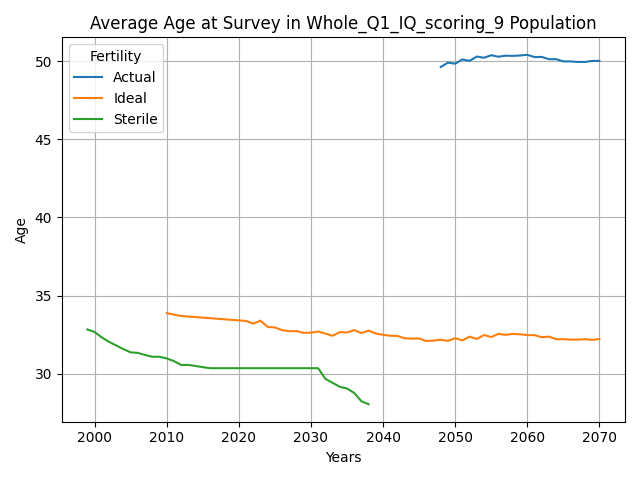 Average Age at Survey in Whole_Q1_IQ_scoring_9 Population
Fertility
Actual
Ideal
Sterile
Age
50
45
40
35
30
2000 2010 2020 2030 2040 2050 2060 2070
Years